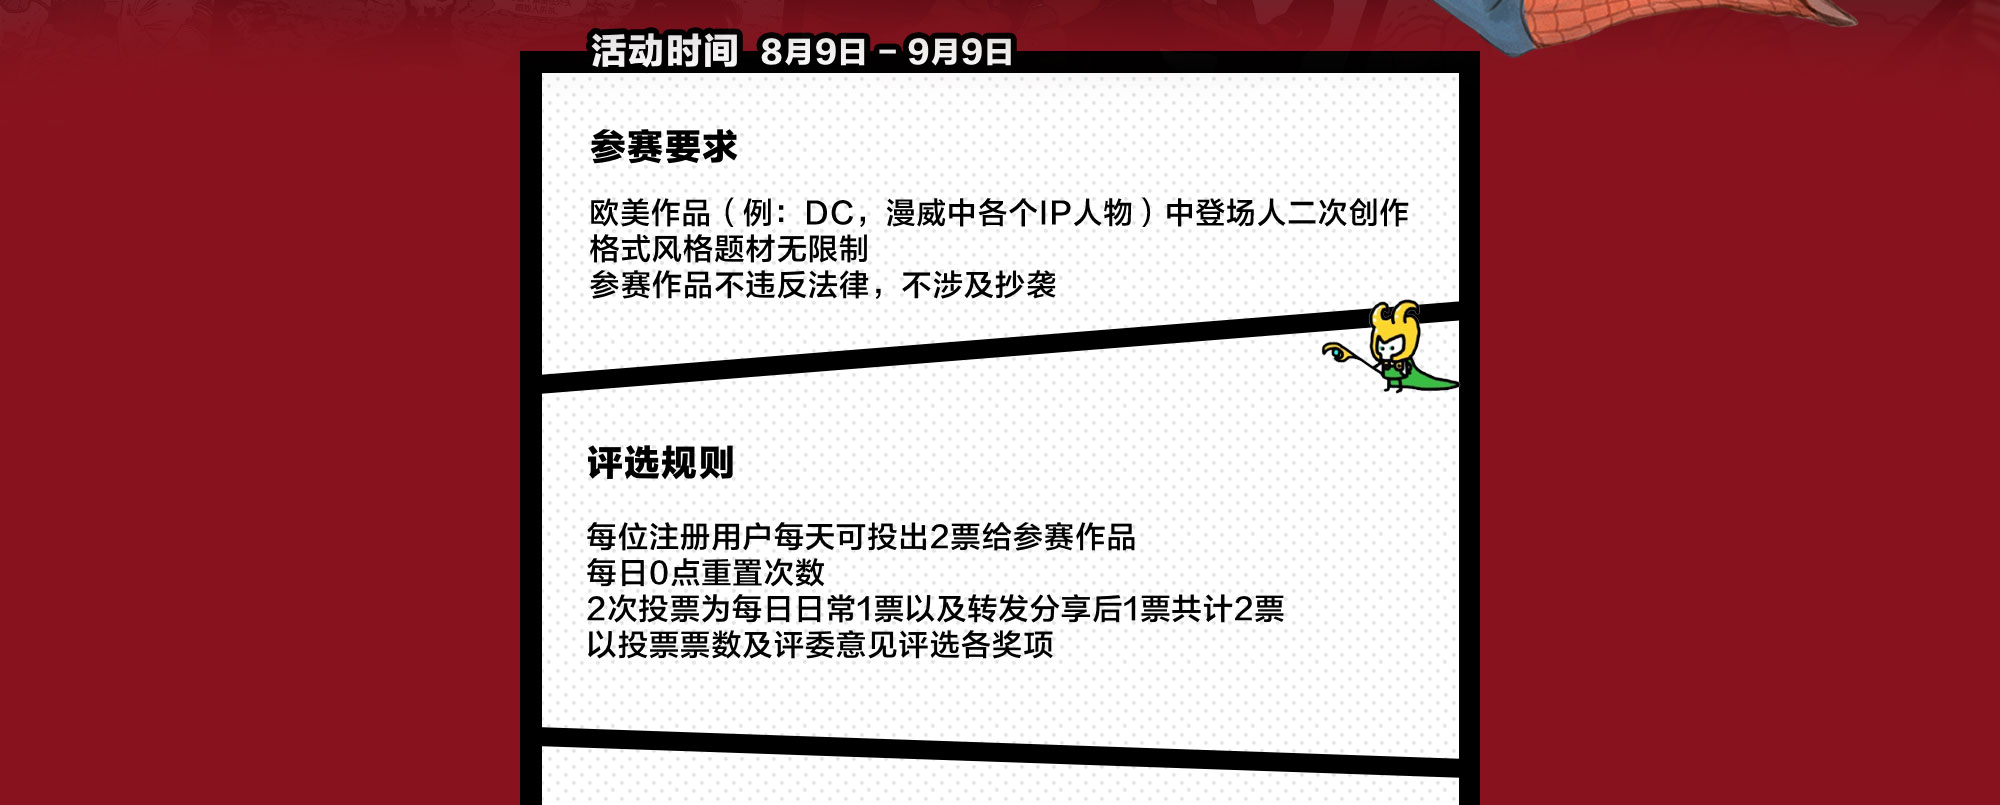 活动时间 8月9日 - 9月9日
参赛要求
欧美作品（例：DC，漫威中各个IP人物）中登场人二次创作
格式风格题材无限制
参赛作品不违反法律，不涉及抄袭
评选规则
每位注册用户每天可投出2票给参赛作品
每日0点重置次数
2次投票为每日日常1票以及转发分享后1票共计2票
以投票票数及评委意见评选各奖项